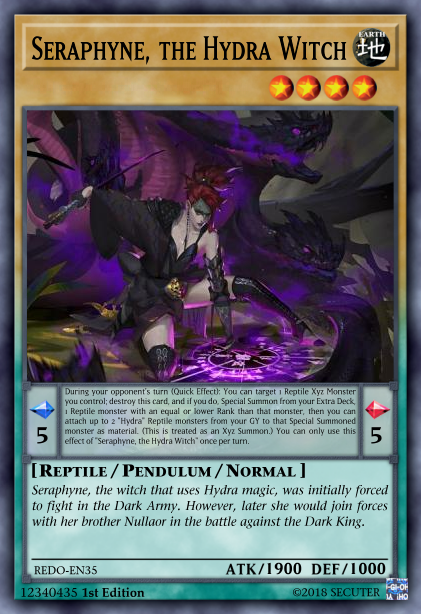 Seraphyne, the Hydra Witch
EARTH
地
During your opponent's turn (Quick Effect): You can target 1 Reptile Xyz Monster
you control; destroy this card, and if you do, Special Summon from your Extra Deck,
1 Reptile monster with an equal or lower Rank than that monster, then you can
attach up to 2 "Hydra" Reptile monsters from your GY to that Special Summoned
monster as material. (This is treated as an Xyz Summon.) You can only use this
effect of "Seraphyne, the Hydra Witch" once per turn.
5
5
[ Reptile / Pendulum / Normal ]
Seraphyne, the witch that uses Hydra magic, was initially forced
to fight in the Dark Army. However, later she would join forces
with her brother Nullaor in the battle against the Dark King.
REDO-EN35
ATK/1900 DEF/1000
12340435 1st Edition
©2018 SECUTER